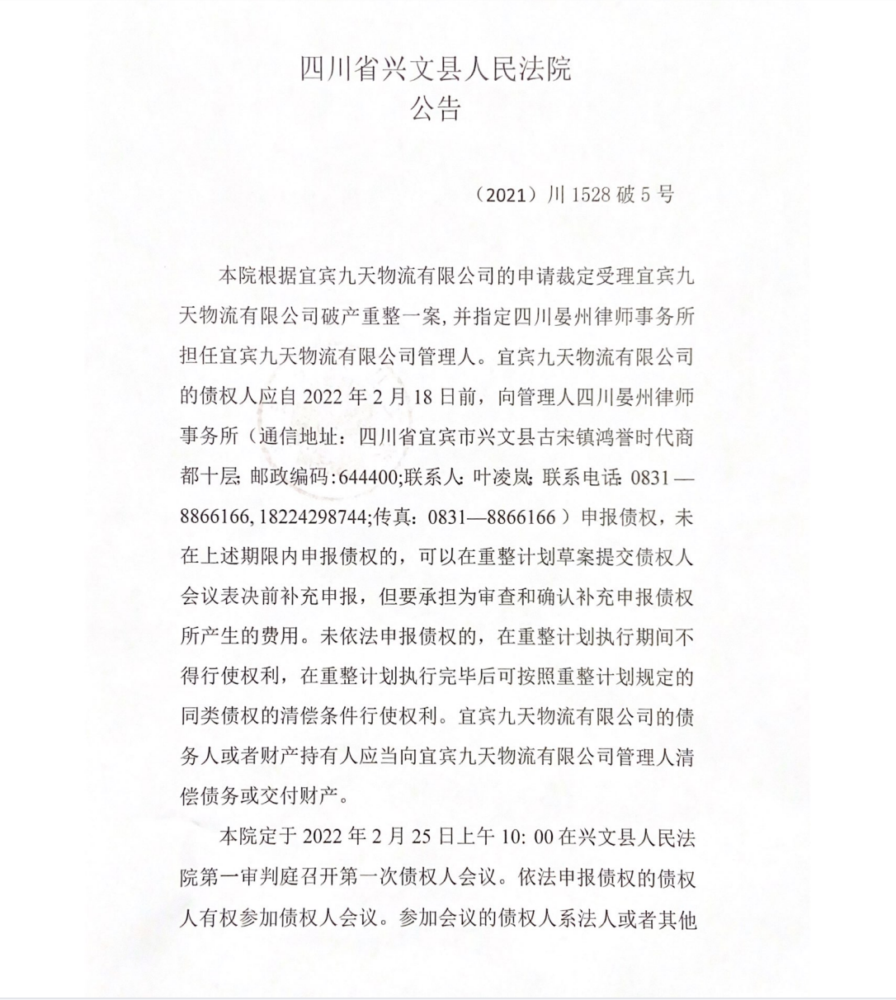 四川省兴文县人民法院
公告
（2021）川 1528 破 5 号
本院根据宜宾九天物流有限公司的申请裁定受理宜宾九
天物流有限公司破产重整一案,并指定四川晏州律师事务所
担任宜宾九天物流有限公司管理人。宜宾九天物流有限公司
的债权人应自 2022 年 2 月 18 日前，向管理人四川晏州律师
事务所（通信地址：四川省宜宾市兴文县古宋镇鸿誉时代商
都十层；邮政编码:644400;联系人：叶凌岚；联系电话：0831—
8866166,18224298744;传真：0831—8866166）申报债权，未
在上述期限内申报债权的，可以在重整计划草案提交债权人
会议表决前补充申报，但要承担为审查和确认补充申报债权
所产生的费用。未依法申报债权的，在重整计划执行期间不
得行使权利，在重整计划执行完毕后可按照重整计划规定的
同类债权的清偿条件行使权利。宜宾九天物流有限公司的债
务人或者财产持有人应当向宜宾九天物流有限公司管理人清
偿债务或交付财产。
本院定于 2022 年 2 月 25 日上午 10：00 在兴文县人民法
院第一审判庭召开第一次债权人会议。依法申报债权的债权
人有权参加债权人会议。参加会议的债权人系法人或者其他